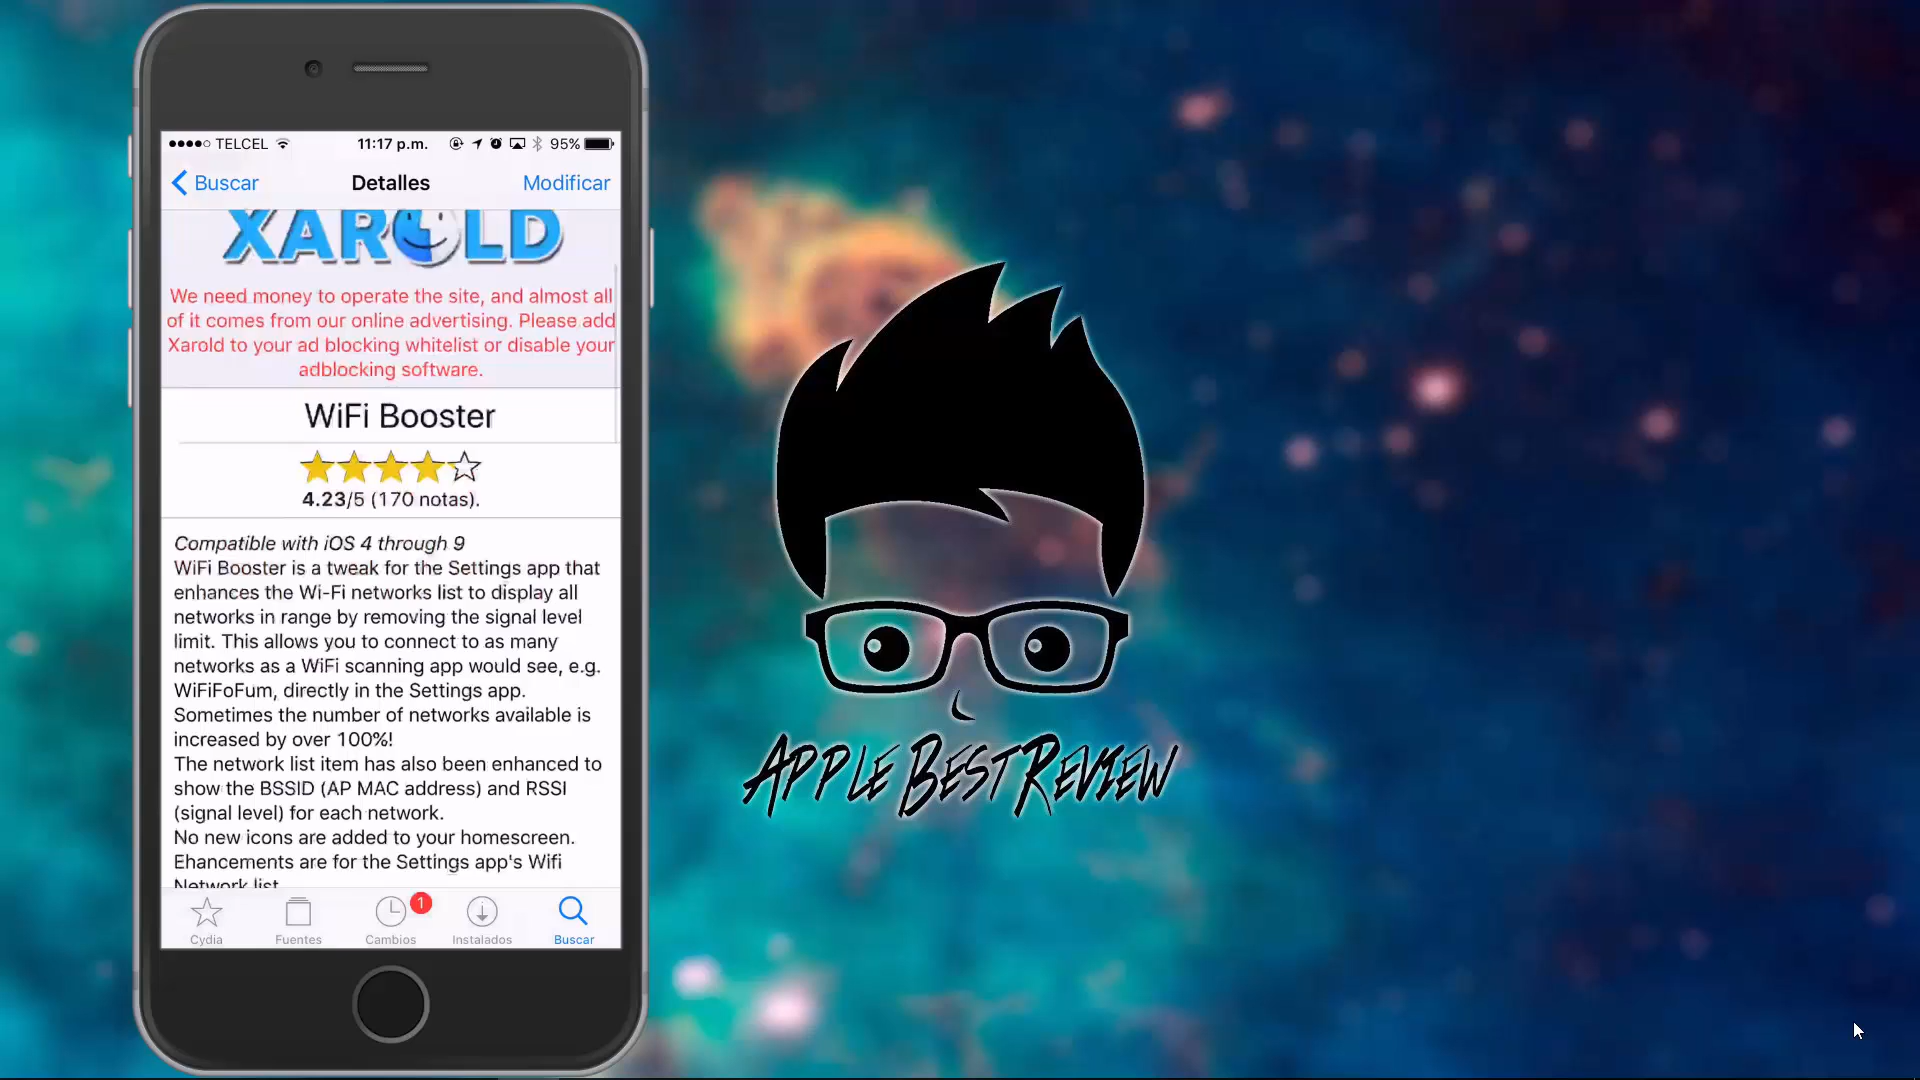 TELCEL 11:17 p.m. 95%
Buscar Detalles Modificar
XAROLD
We need money to operate the site, and almost all
of it comes from our online advertising. Please add
Xarold to your ad blocking whitelist or disable your
adblocking software.
WiFi Booster
4.23/5 (170 notas).
Compatible with iOS 4 through 9
WiFi Booster is a tweak for the Settings app that
enhances the Wi-Fi networks list to display all
networks in range by removing the signal level
limit. This allows you to connect to as many
networks as a WiFi scanning app would see, e.g.
WiFiFoFum, directly in the Settings app.
Sometimes the number of networks available is
increased by over 100%!
The network list item has also been enhanced to
show the BSSID (AP MAC address) and RSSI
(signal level) for each network.
No new icons are added to your homescreen.
Ehancements are for the Settings app's Wifi
Network list
1
Cydia Fuentes Cambios Instalados Buscar
APPLE BEST REVIEW